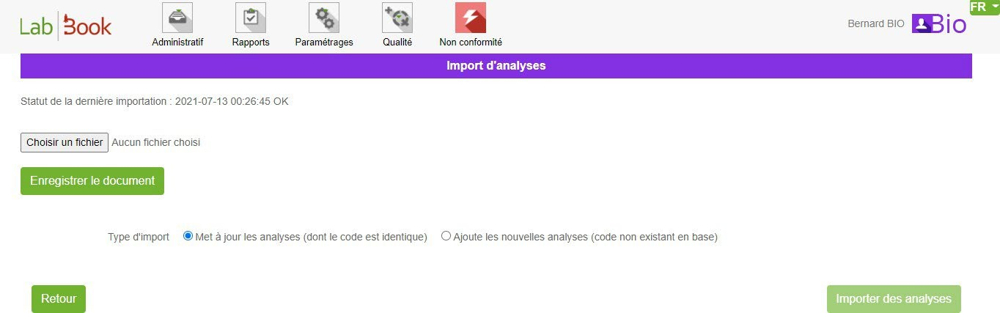 FR
Lab Book
Bernard BIO Bio
Administratif Rapports Paramétrages Qualité Non conformité
Import d'analyses
Statut de la dernière importation : 2021-07-13 00:26:45 OK
Choisir un fichier Aucun fichier choisi
Enregistrer le document
Type d'import Met à jour les analyses (dont le code est identique) Ajoute les nouvelles analyses (code non existant en base)
Retour Importer des analyses